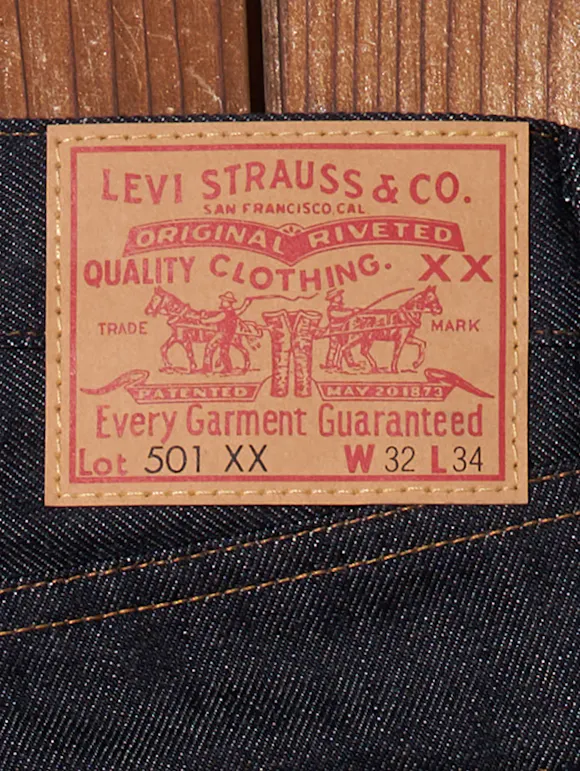 LEVI STRAUSS & CO.
SAN FRANCISCO, CAL
ORIGINAL RIVETED
QUALITY CLOTHING. XX
TRADE MARK
PATENTED MAY 20 1873
Every Garment Guaranteed
Lot 501 XX W 32 L 34